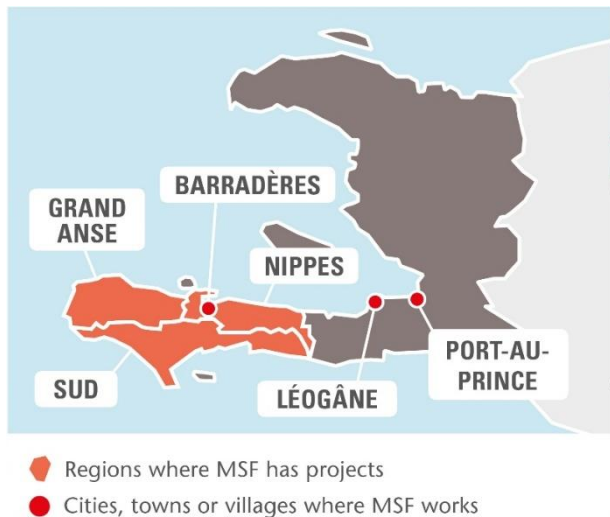 BARRADÈRES
GRAND
ANSE
NIPPES
SUD
LÉOGÂNE
PORT-AU-
PRINCE
Regions where MSF has projects
Cities, towns or villages where MSF works